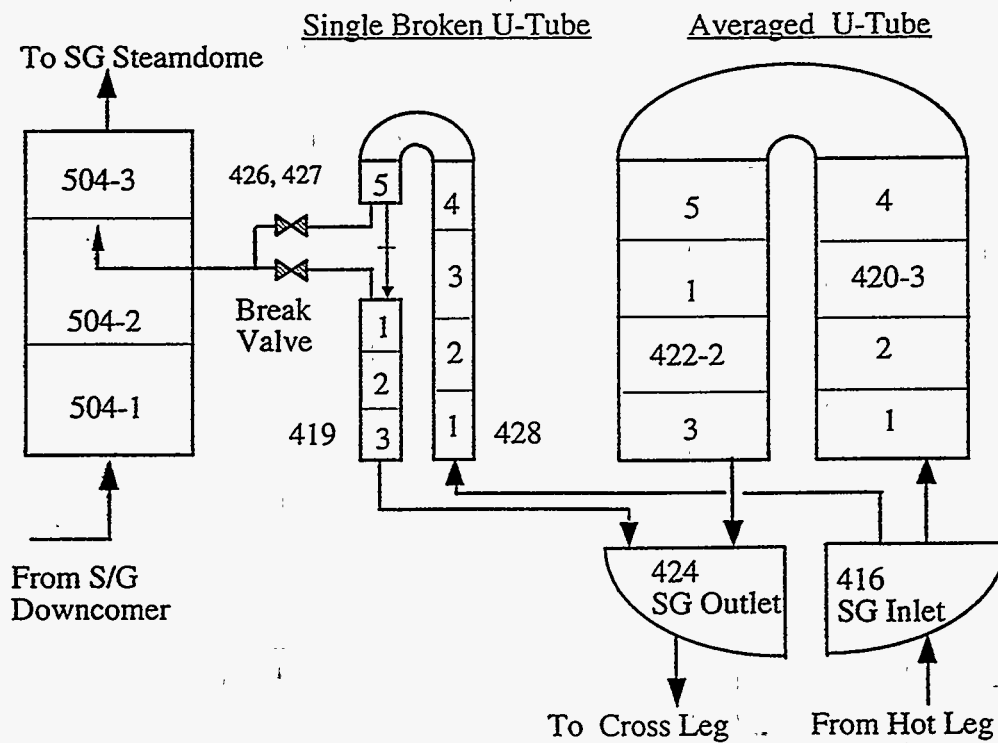 Single Broken U-Tube
Averaged U-Tube
To SG Steamdome
504-3
504-2
504-1
426, 427
Break
Valve
5
4
3
2
1
1
2
3
419
428
5
4
1
420-3
422-2
2
3
1
From S/G
Downcomer
424
SG Outlet
416
SG Inlet
To Cross Leg
From Hot Leg